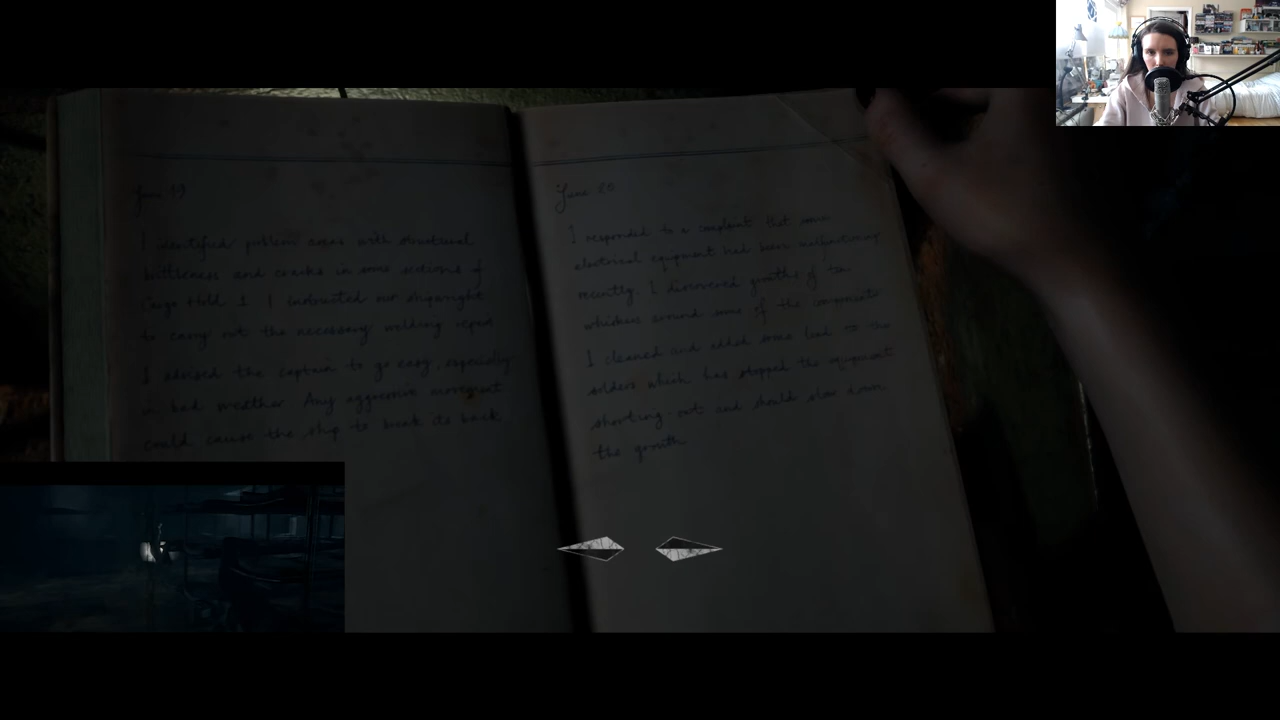 June 19
I identified problem areas with structural
brittleness and cracks in some sections of
Cargo Hold 1. I instructed our shipwright
to carry out the necessary welding repair
I advised the captain to go easy, especially
in bad weather. Any aggressive movement
could cause the ship to break its back
June 20
I responded to a complaint that some
electrical equipment had been malfunctioning
recently. I discovered growths of tin
whiskers around some of the components
I cleaned and added some lead to the
solders which has stopped the equipment
shorting out and should slow down
the growth